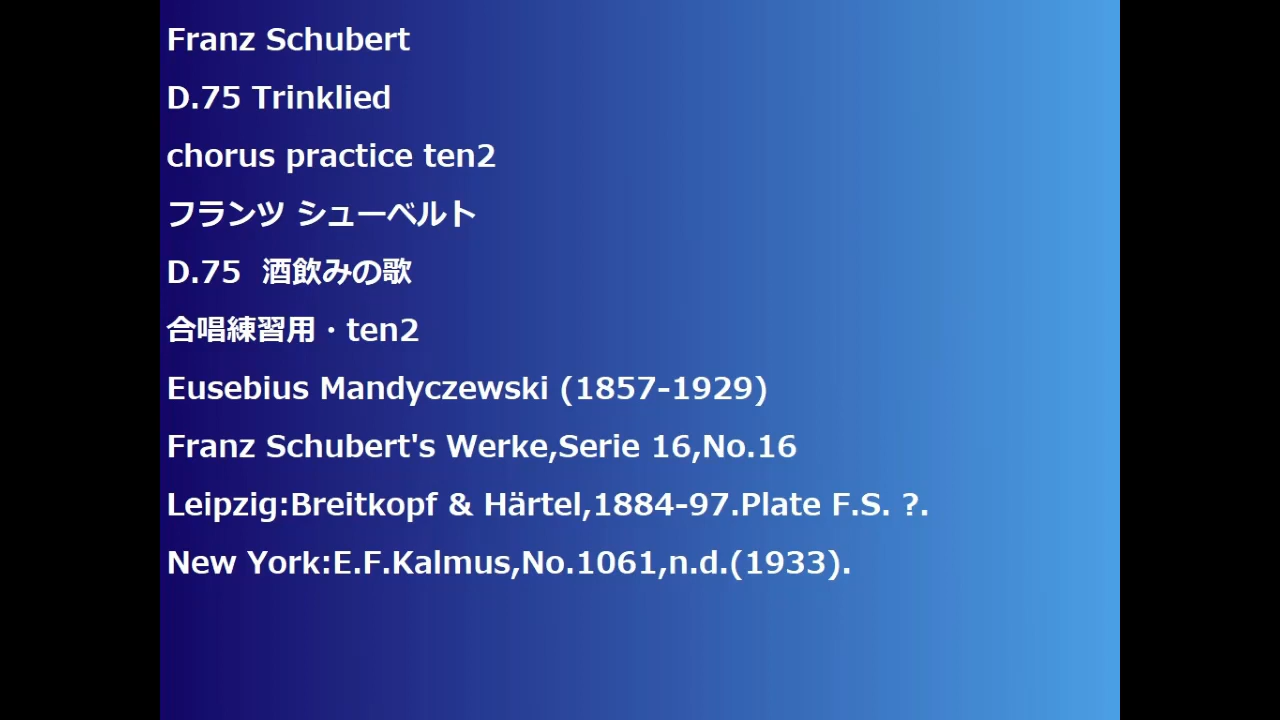 Franz Schubert
D.75 Trinklied
chorus practice ten2
フランツ シューベルト
D.75  酒飲みの歌
合唱練習用・ten2
Eusebius Mandyczewski (1857-1929)
Franz Schubert's Werke,Serie 16,No.16
Leipzig:Breitkopf & Härtel,1884-97.Plate F.S. ?.
New York:E.F.Kalmus,No.1061,n.d.(1933).